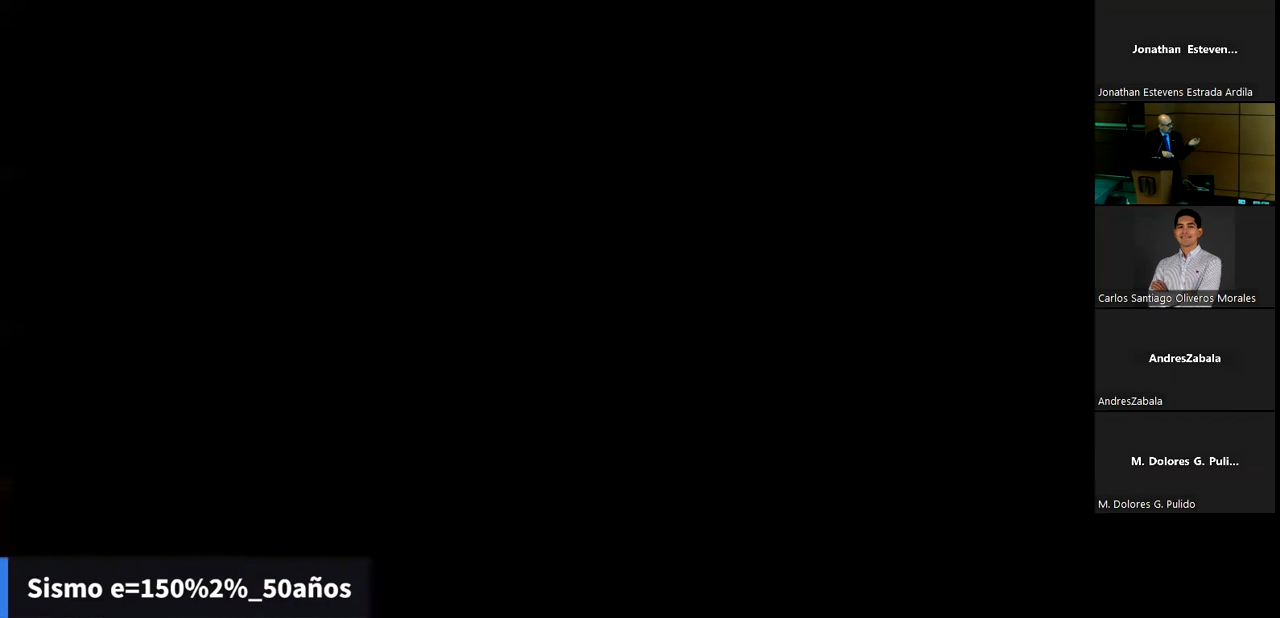 Jonathan Esteven...
Jonathan Estevens Estrada Ardila
Carlos Santiago Oliveros Morales
AndresZabala
AndresZabala
M. Dolores G. Puli...
M. Dolores G. Pulido
Sismo e=150%2%_50años